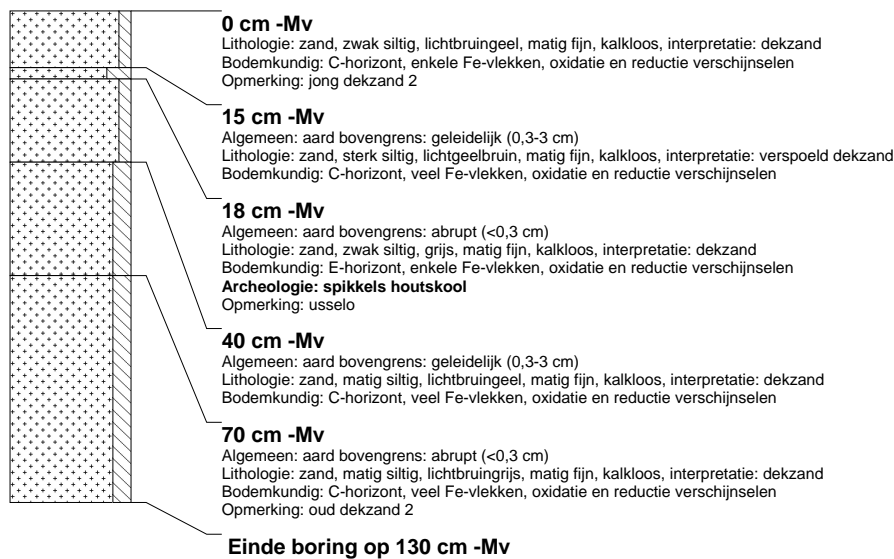 0 cm -Mv
Lithologie: zand, zwak siltig, lichtbruingeel, matig fijn, kalkloos, interpretatie: dekzand
Bodemkundig: C-horizont, enkele Fe-vlekken, oxidatie en reductie verschijnselen
Opmerking: jong dekzand 2
15 cm -Mv
Algemeen: aard bovengrens: geleidelijk (0,3-3 cm)
Lithologie: zand, sterk siltig, lichtgeelbruin, matig fijn, kalkloos, interpretatie: verspoeld dekzand
Bodemkundig: C-horizont, veel Fe-vlekken, oxidatie en reductie verschijnselen
18 cm -Mv
Algemeen: aard bovengrens: abrupt (<0,3 cm)
Lithologie: zand, zwak siltig, grijs, matig fijn, kalkloos, interpretatie: dekzand
Bodemkundig: E-horizont, enkele Fe-vlekken, oxidatie en reductie verschijnselen
Archeologie: spikkels houtskool
Opmerking: usselo
40 cm -Mv
Algemeen: aard bovengrens: geleidelijk (0,3-3 cm)
Lithologie: zand, matig siltig, lichtbruingeel, matig fijn, kalkloos, interpretatie: dekzand
Bodemkundig: C-horizont, veel Fe-vlekken, oxidatie en reductie verschijnselen
70 cm -Mv
Algemeen: aard bovengrens: abrupt (<0,3 cm)
Lithologie: zand, matig siltig, lichtbruingrijs, matig fijn, kalkloos, interpretatie: dekzand
Bodemkundig: C-horizont, veel Fe-vlekken, oxidatie en reductie verschijnselen
Opmerking: oud dekzand 2
Einde boring op 130 cm -Mv